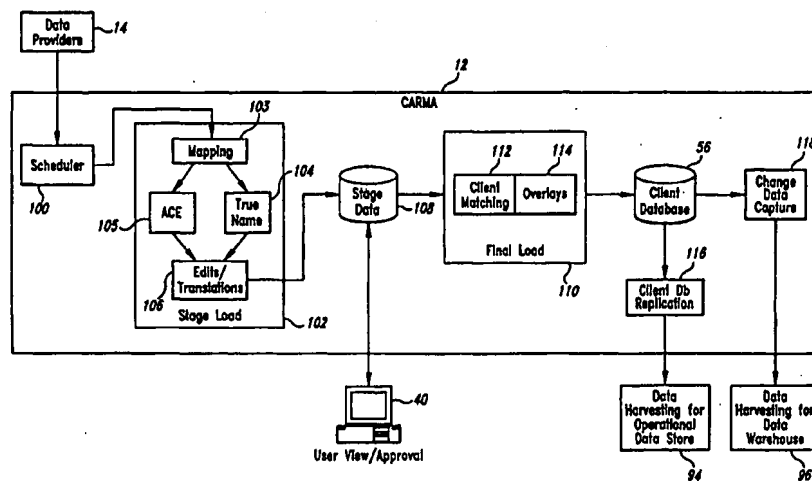 Data
Providers
14
12
CARMA
Scheduler
100
103
Mapping
104
ACE
105
True
Name
Edits/
Translations
106
Stage Load
102
Stage
Data
108
112
114
Client
Matching
Overlays
Final Load
110
56
Client
Database
118
Change
Data
Capture
116
Client Db
Replication
40
User View/Approval
Data
Harvesting for
Operational
Data Store
94
Data
Harvesting for
Data
Warehouse
96